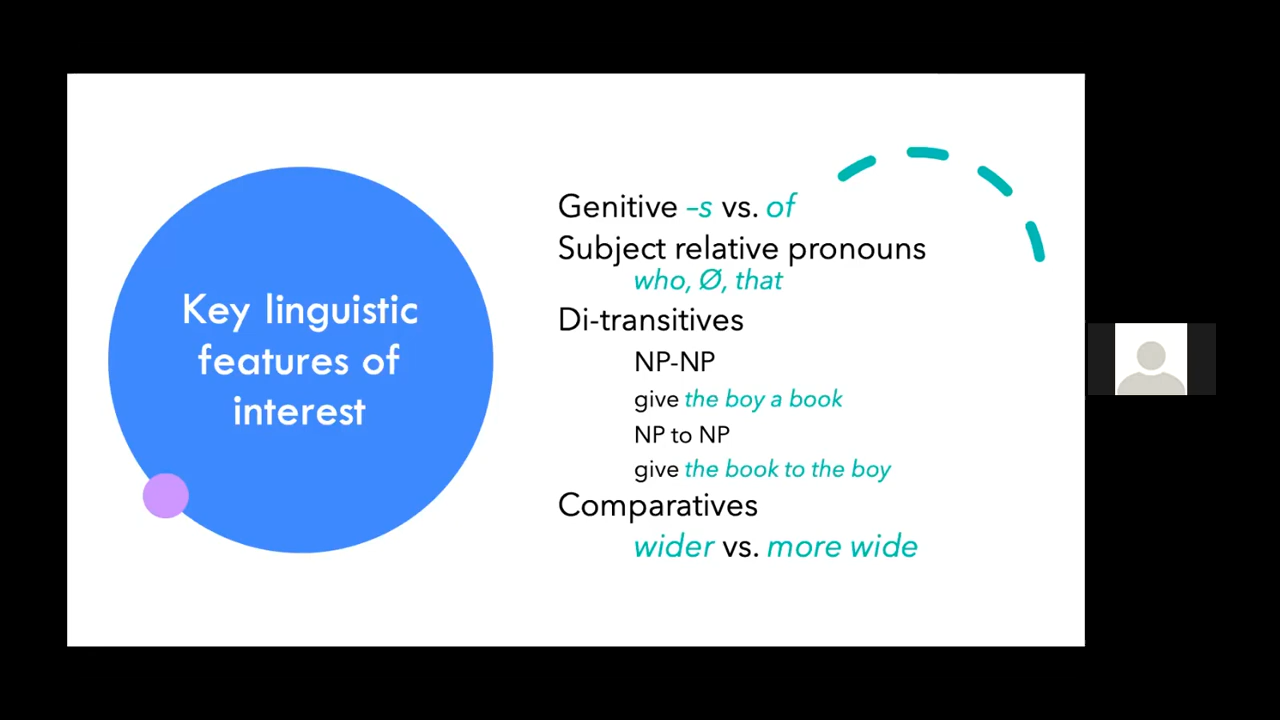 Key linguistic
features of
interest
Genitive –s vs. of
Subject relative pronouns
who, Ø, that
Di-transitives
NP-NP
give the boy a book
NP to NP
give the book to the boy
Comparatives
wider vs. more wide